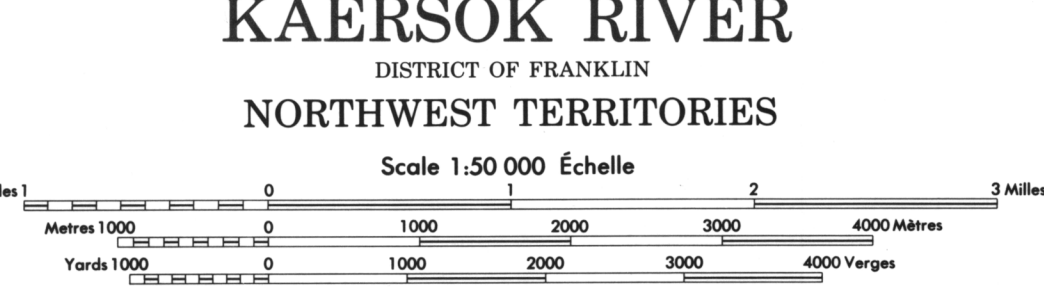 KAERSOK RIVER
DISTRICT OF FRANKLIN
NORTHWEST TERRITORIES
Scale 1:50 000 Échelle
les 1 0 1 2 3 Milles
Metres 1000 0 1000 2000 3000 4000 Mètres
Yards 1000 0 1000 2000 3000 4000 Verges